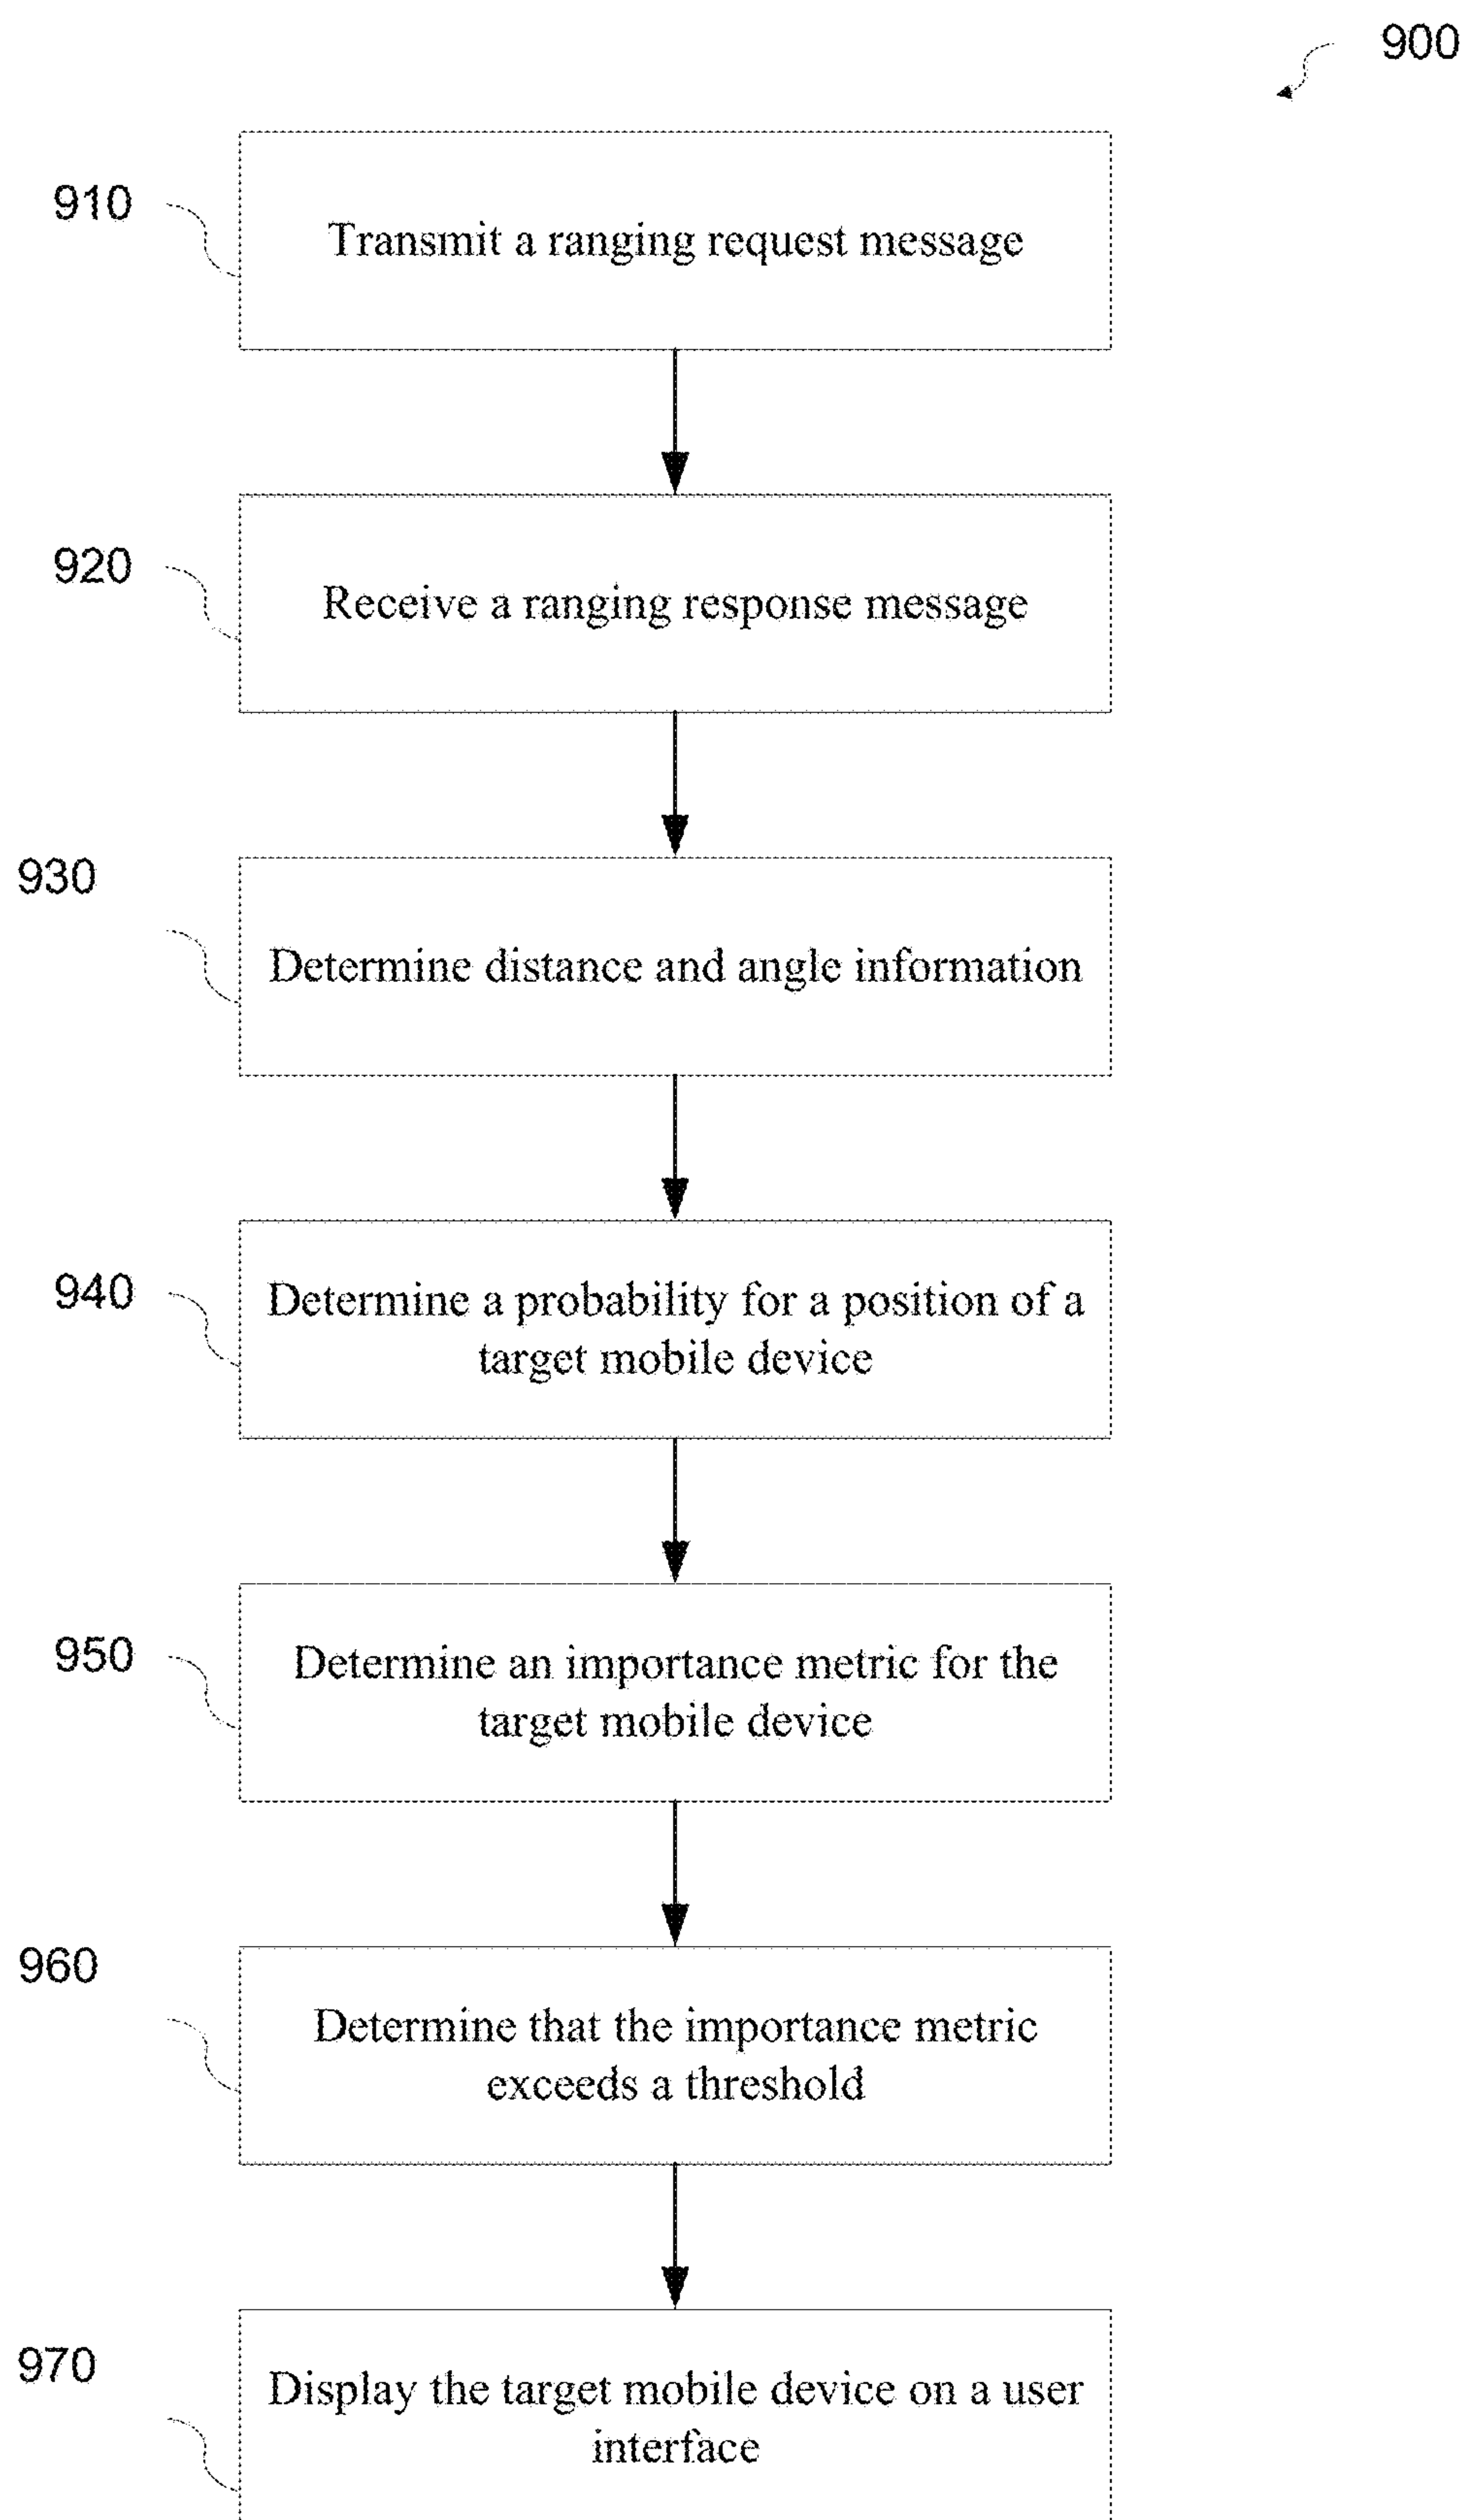 900
910
Transmit a ranging request message
920
Receive a ranging response message
930
Determine distance and angle information
940
Determine a probability for a position of a
target mobile device
950
Determine an importance metric for the
target mobile device
960
Determine that the importance metric
exceeds a threshold
970
Display the target mobile device on a user
interface